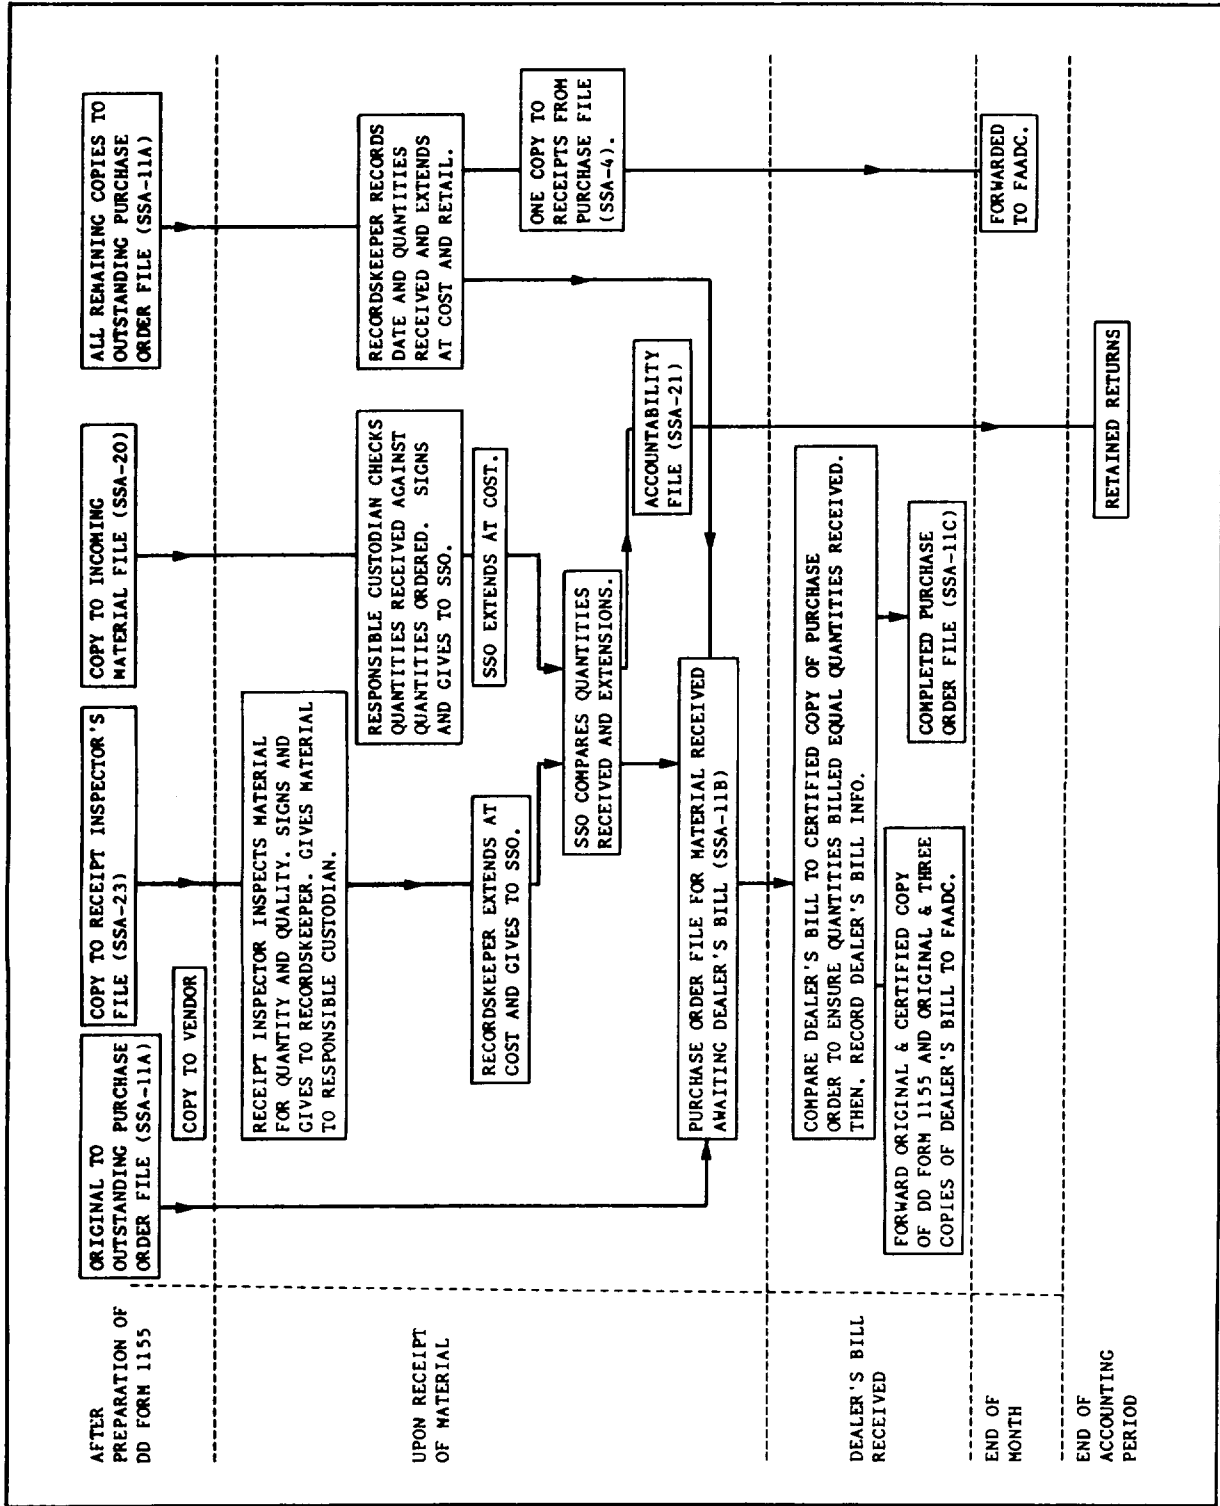 AFTER
PREPARATION OF
DD FORM 1155
ORIGINAL TO
OUTSTANDING PURCHASE
ORDER FILE (SSA-11A)
COPY TO VENDOR
COPY TO RECEIPT INSPECTOR'S
FILE (SSA-23)
COPY TO INCOMING
MATERIAL FILE (SSA-20)
ALL REMAINING COPIES TO
OUTSTANDING PURCHASE
ORDER FILE (SSA-11A)
UPON RECEIPT
OF MATERIAL
RECEIPT INSPECTOR INSPECTS MATERIAL
FOR QUANTITY AND QUALITY. SIGNS AND
GIVES TO RECORDSKEEPER. GIVES MATERIAL
TO RESPONSIBLE CUSTODIAN.
RESPONSIBLE CUSTODIAN CHECKS
QUANTITIES RECEIVED AGAINST
QUANTITIES ORDERED. SIGNS
AND GIVES TO SSO.
RECORDSKEEPER RECORDS
DATE AND QUANTITIES
RECEIVED AND EXTENDS
AT COST AND RETAIL.
RECORDSKEEPER EXTENDS AT
COST AND GIVES TO SSO.
SSO EXTENDS AT COST.
ONE COPY TO
RECEIPTS FROM
PURCHASE FILE
(SSA-4).
SSO COMPARES QUANTITIES
RECEIVED AND EXTENSIONS.
ACCOUNTABILITY
FILE (SSA-21)
PURCHASE ORDER FILE FOR MATERIAL RECEIVED
AWAITING DEALER'S BILL (SSA-11B)
DEALER'S BILL
RECEIVED
COMPARE DEALER'S BILL TO CERTIFIED COPY OF PURCHASE
ORDER TO ENSURE QUANTITIES BILLED EQUAL QUANTITIES RECEIVED.
THEN, RECORD DEALER'S BILL INFO.
FORWARD ORIGINAL & CERTIFIED COPY
OF DD FORM 1155 AND ORIGINAL & THREE
COPIES OF DEALER'S BILL TO FAADC.
COMPLETED PURCHASE
ORDER FILE (SSA-11C)
END OF
MONTH
FORWARDED
TO FAADC.
END OF
ACCOUNTING
PERIOD
RETAINED RETURNS